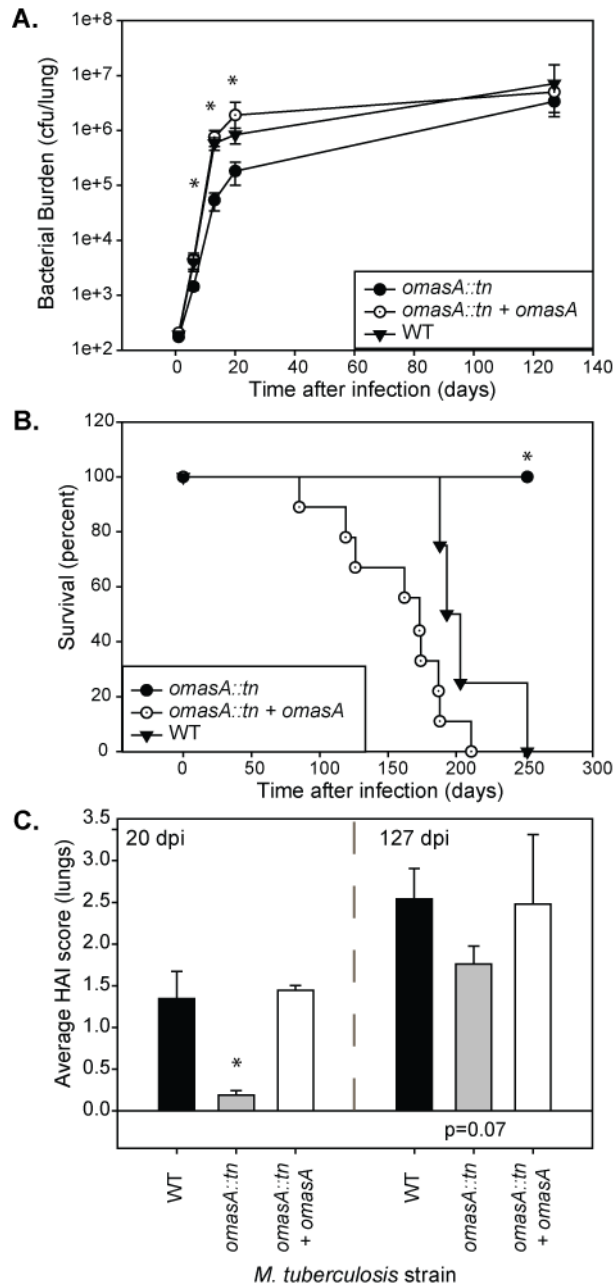 A.
1e+8
1e+7
1e+6
1e+5
1e+4
1e+3
1e+2
Bacterial Burden (cfu/lung)
*
*
*
omasA::tn
omasA::tn + omasA
WT
0 20 40 60 80 100 120 140
Time after infection (days)
B.
120
100
80
60
40
20
0
Survival (percent)
*
omasA::tn
omasA::tn + omasA
WT
0 50 100 150 200 250 300
Time after infection (days)
C.
3.5
3.0
2.5
2.0
1.5
1.0
0.5
0.0
Average HAI score (lungs)
20 dpi
127 dpi
*
p=0.07
WT
omasA::tn
omasA::tn
+ omasA
WT
omasA::tn
omasA::tn
+ omasA
M. tuberculosis strain